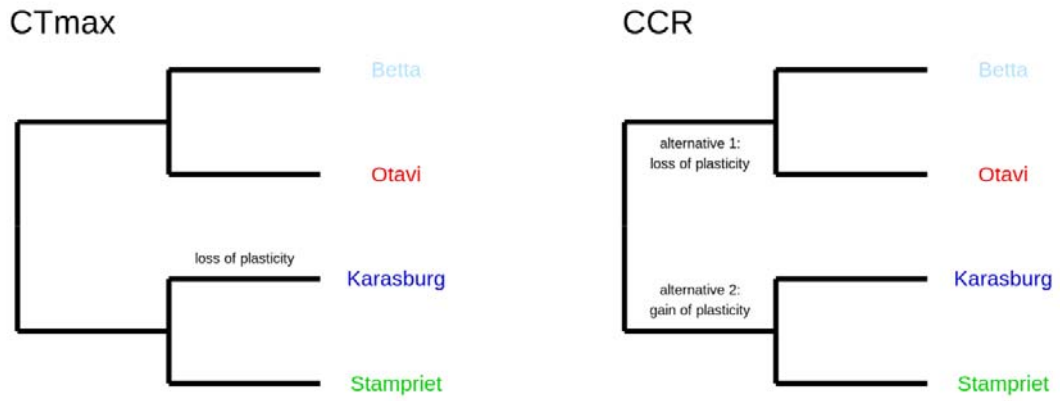 CTmax
Betta
Otavi
loss of plasticity
Karasburg
Stampriet
CCR
Betta
alternative 1:
loss of plasticity
Otavi
alternative 2:
gain of plasticity
Karasburg
Stampriet